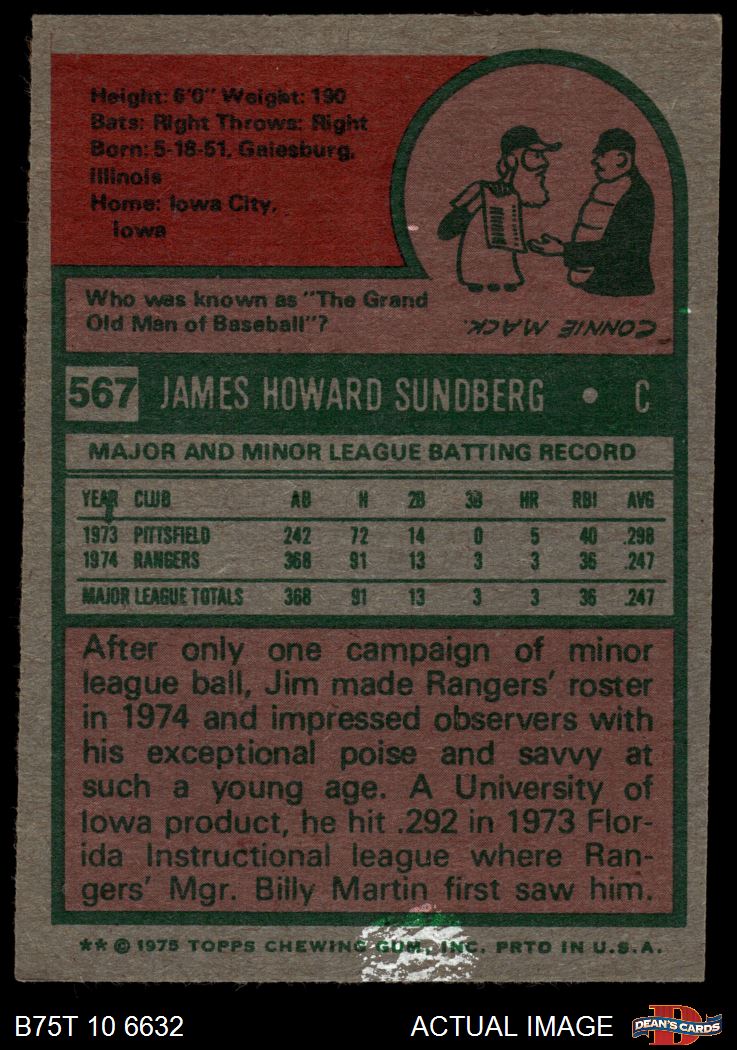 Height: 6'0" Weight: 190
Bats: Right Throws: Right
Born: 5-18-51, Galesburg,
Illinois
Home: Iowa City,
Iowa
Who was known as "The Grand
Old Man of Baseball"?
CONNIE MACK.
567 JAMES HOWARD SUNDBERG • C
MAJOR AND MINOR LEAGUE BATTING RECORD
YEAR CLUB AB H 2B 3B HR RBI AVG
1973 PITTSFIELD 242 72 14 0 5 40 .298
1974 RANGERS 368 91 13 3 3 36 .247
MAJOR LEAGUE TOTALS 368 91 13 3 3 36 .247
After only one campaign of minor
league ball, Jim made Rangers' roster
in 1974 and impressed observers with
his exceptional poise and savvy at
such a young age. A University of
Iowa product, he hit .292 in 1973 Flor-
ida Instructional league where Ran-
gers' Mgr. Billy Martin first saw him.
** © 1975 TOPPS CHEWING GUM, INC. PRTD IN U.S.A.
B75T 10 6632
ACTUAL IMAGE
DEAN'S CARDS